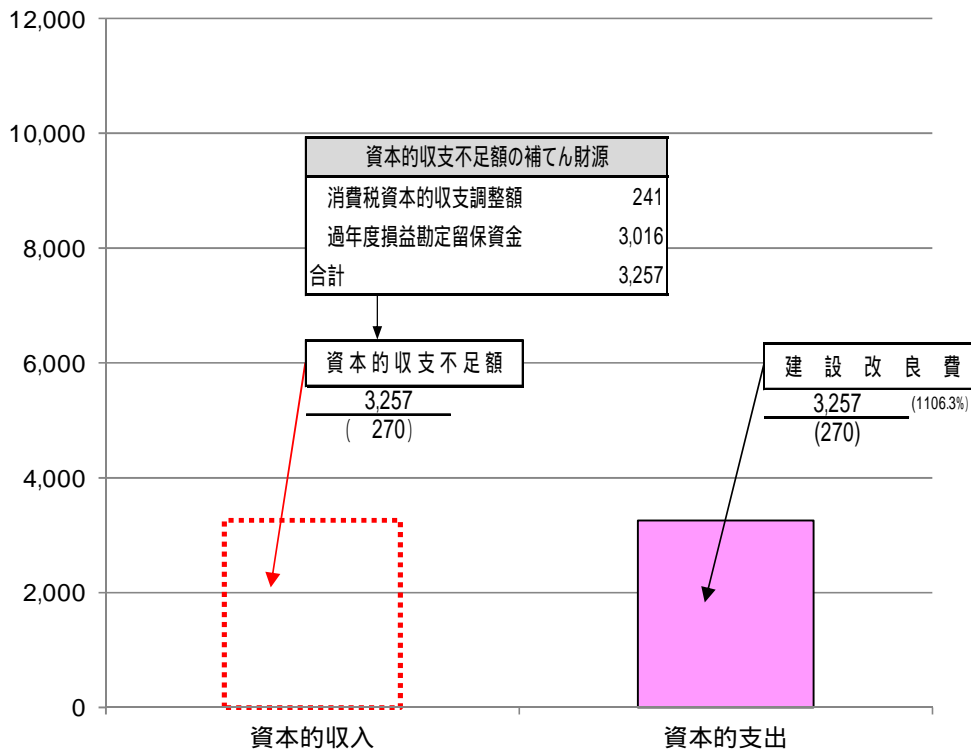 12,000
10,000
8,000
6,000
4,000
2,000
0
資本的収支不足額の補てん財源
消費税資本的収支調整額 241
過年度損益勘定留保資金 3,016
合計 3,257
資本的収支不足額
3,257
( 270)
建設改良費
3,257 (1106.3%)
(270)
資本的収入 資本的支出